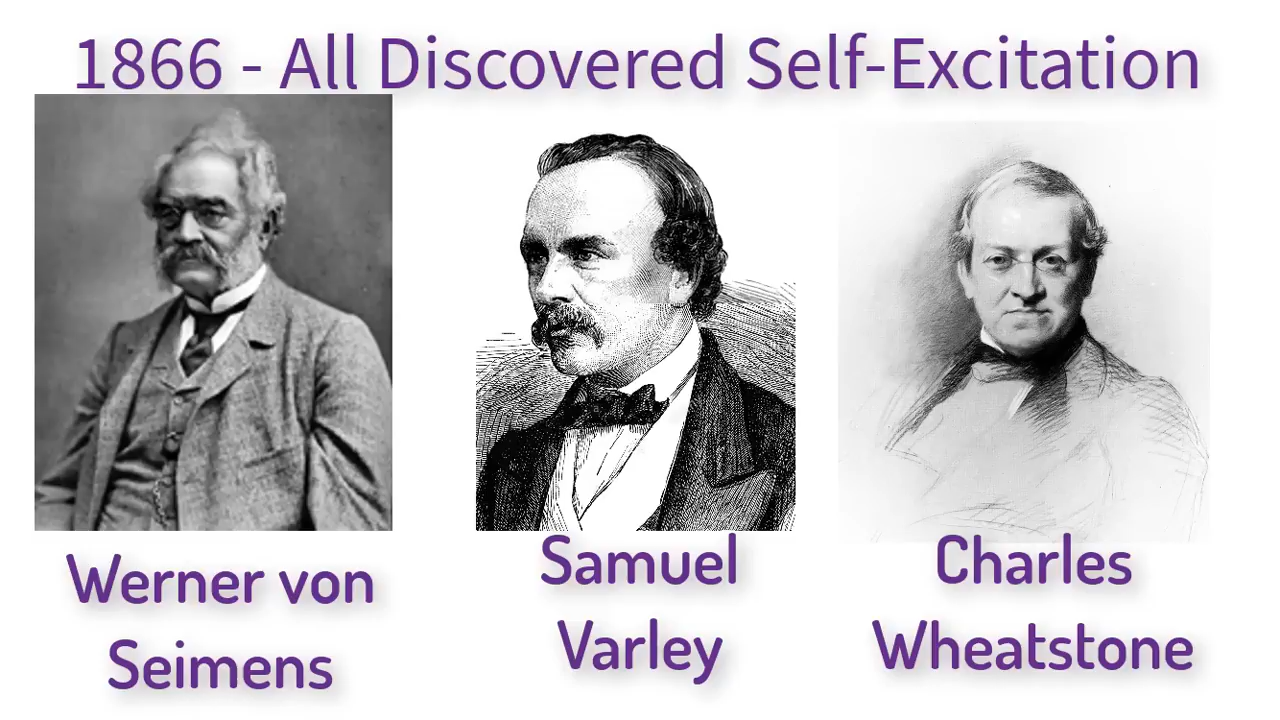 1866 - All Discovered Self-Excitation
Werner von
Seimens
Samuel
Varley
Charles
Wheatstone